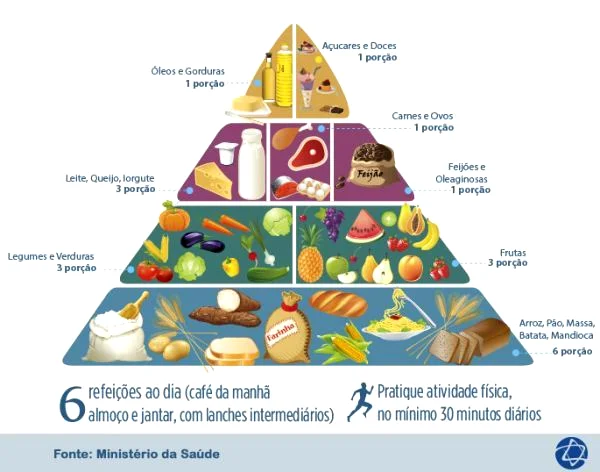 Açucares e Doces
1 porção
Óleos e Gorduras
1 porção
Carnes e Ovos
1 porção
Leite, Queijo, Iorgute
3 porção
Feijão
Feijões e
Oleaginosas
1 porção
Legumes e Verduras
3 porção
Frutas
3 porção
Farinha
Arroz, Pão, Massa,
Batata, Mandioca
6 porção
6 refeições ao dia (café da manhã
almoço e jantar, com lanches intermediários)
Pratique atividade física,
no mínimo 30 minutos diários
Fonte: Ministério da Saúde